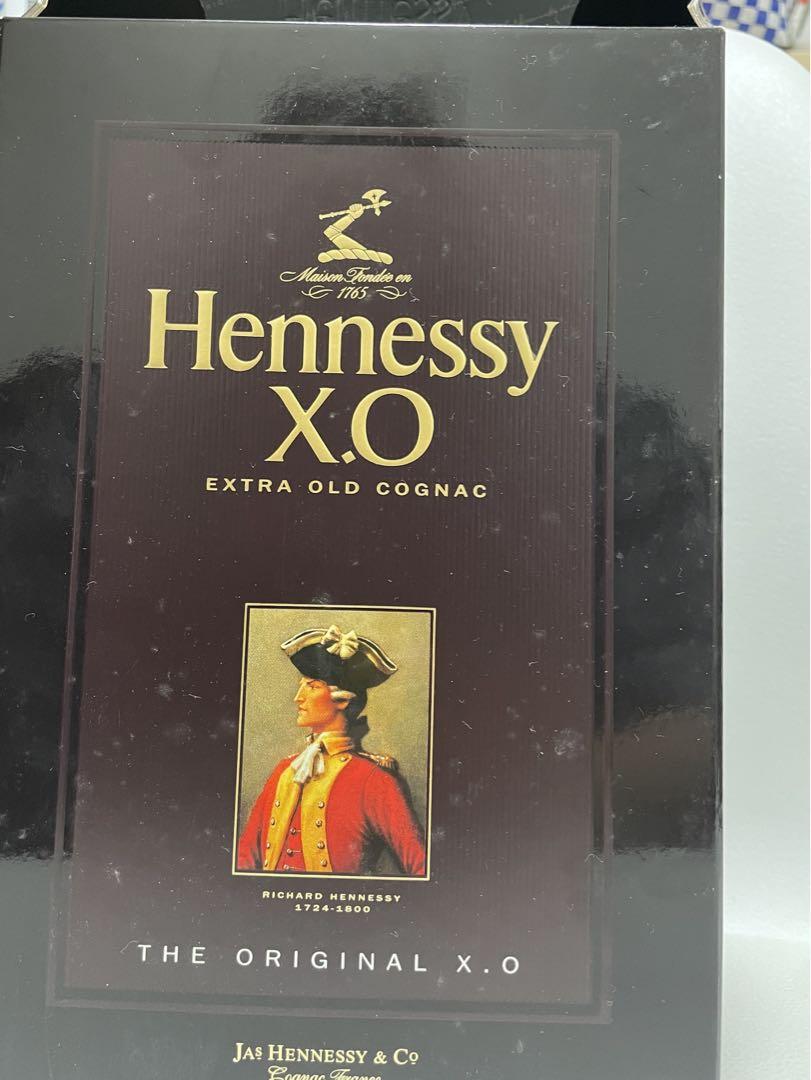 Maison Fondée en
1765
Hennessy
X.O
EXTRA OLD COGNAC
RICHARD HENNESSY
1724-1800
THE ORIGINAL X.O
JAS HENNESSY & CO
Cognac France